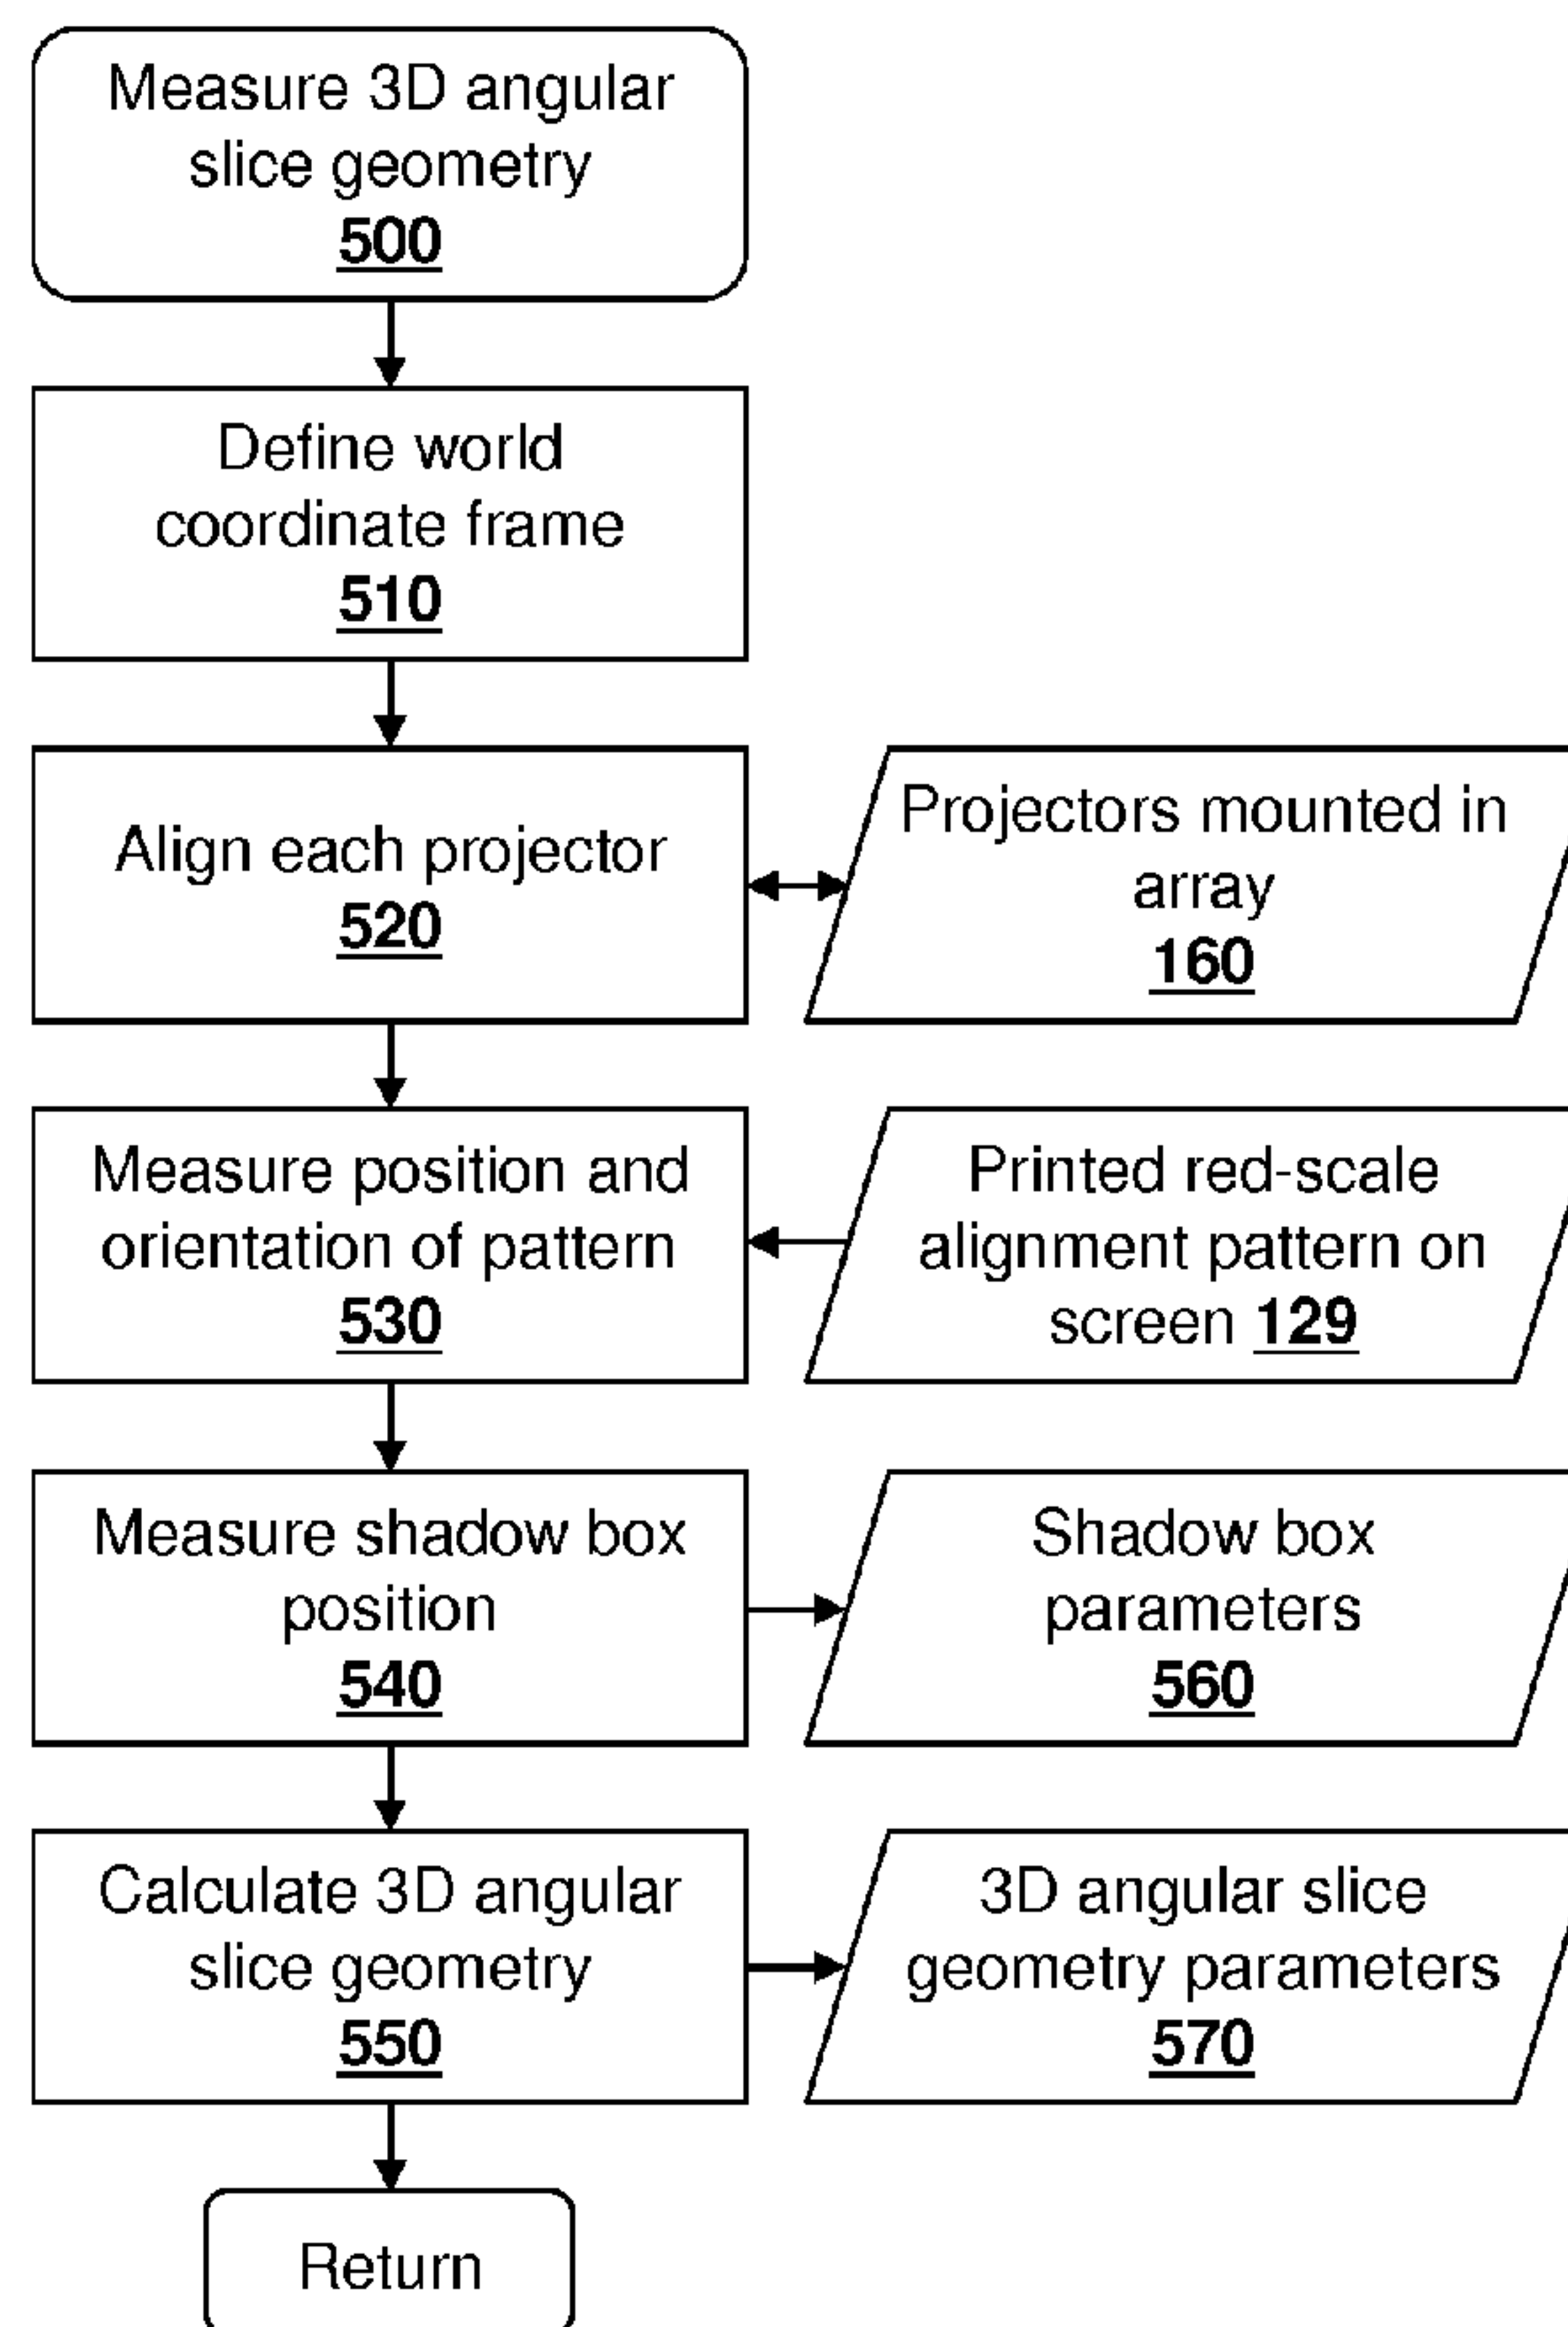 Measure 3D angular
slice geometry
500
Define world
coordinate frame
510
Align each projector
520
Projectors mounted in
array
160
Measure position and
orientation of pattern
530
Printed red-scale
alignment pattern on
screen 129
Measure shadow box
position
540
Shadow box
parameters
560
Calculate 3D angular
slice geometry
550
3D angular slice
geometry parameters
570
Return